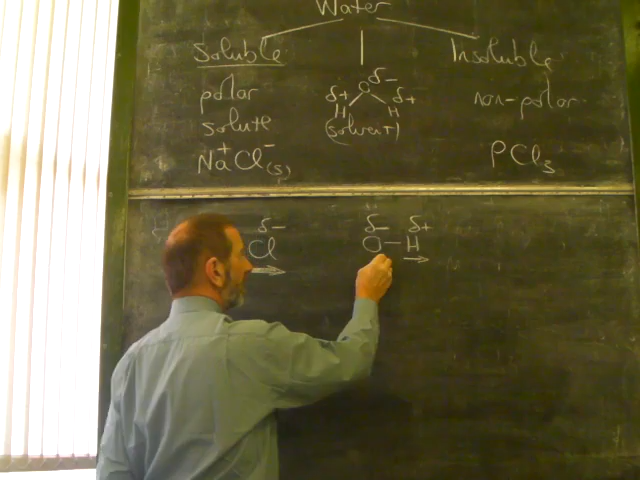 Water
Soluble
Insoluble
polar
solute
Na+Cl-(s)
δ-
δ+ O δ+
H H
(solvent)
non-polar
PCl3
δ-
Cl
δ- δ+
O-H